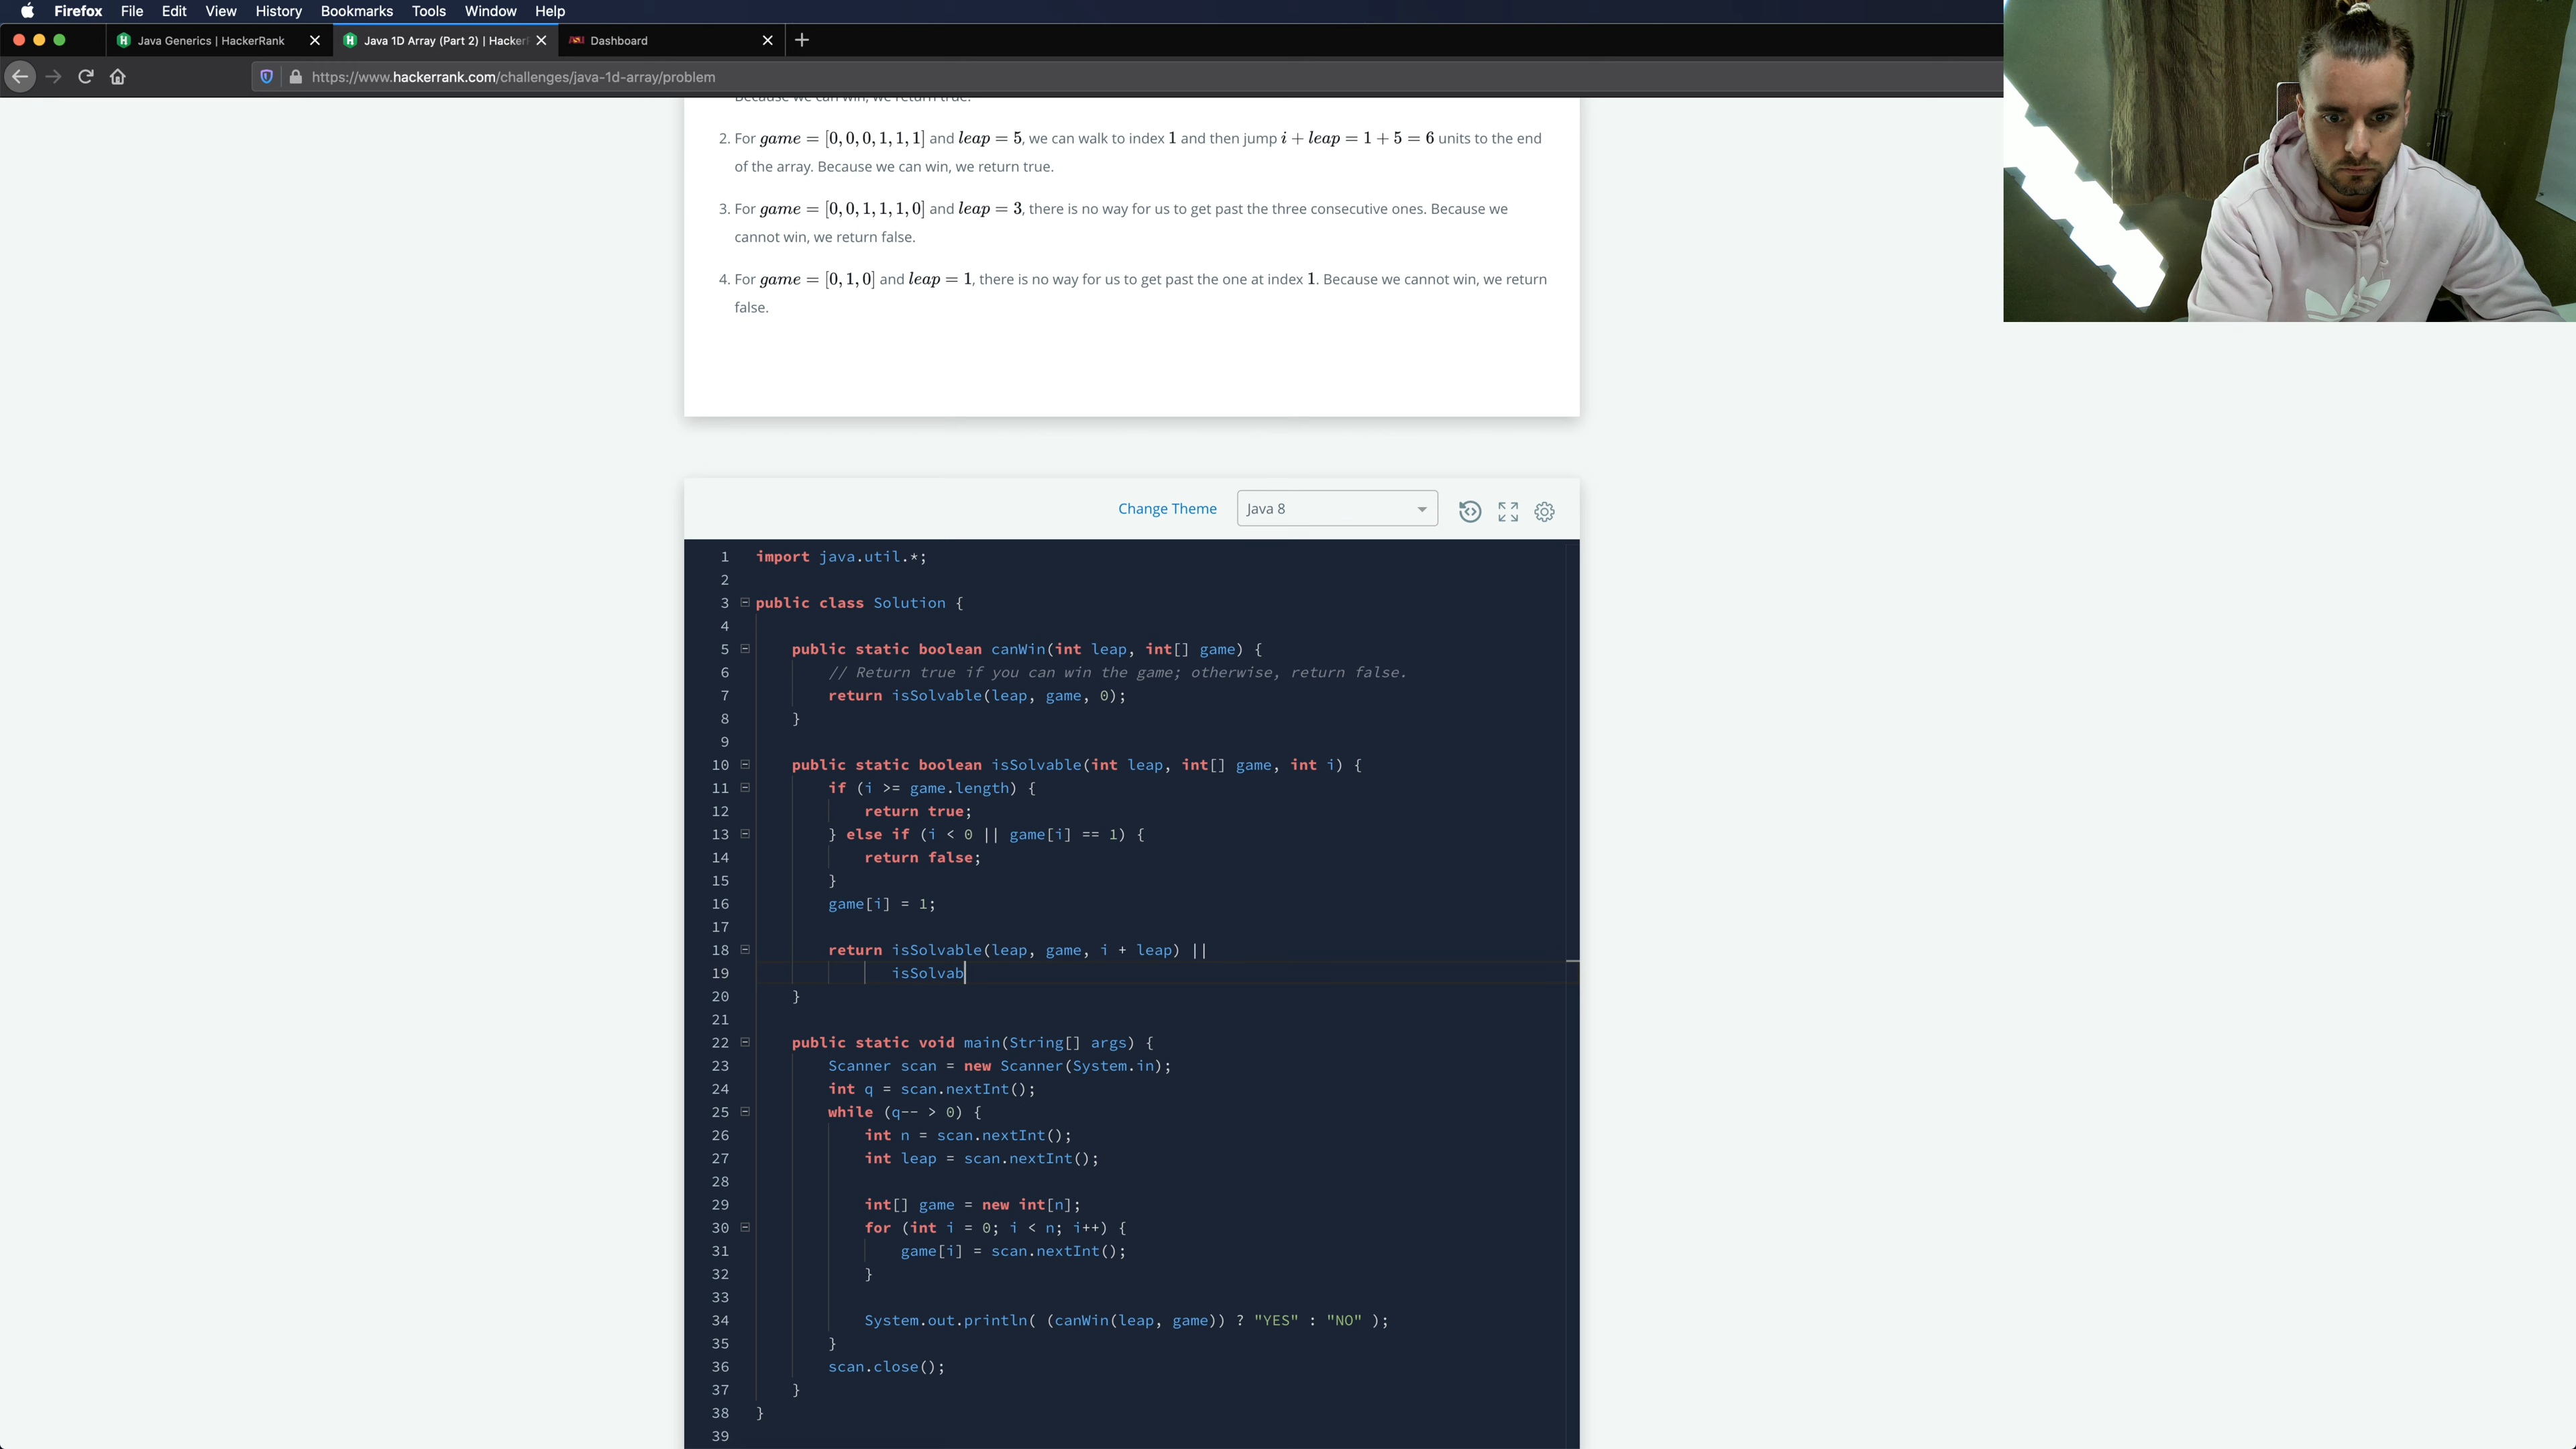 Firefox File Edit View History Bookmarks Tools Window Help
Java Generics | HackerRank
Java 1D Array (Part 2) | Hacker
Dashboard
https://www.hackerrank.com/challenges/java-1d-array/problem
Because we can win, we return true.
2. For game = [0, 0, 0, 1, 1, 1] and leap = 5, we can walk to index 1 and then jump i + leap = 1 + 5 = 6 units to the end
of the array. Because we can win, we return true.
3. For game = [0, 0, 1, 1, 1, 0] and leap = 3, there is no way for us to get past the three consecutive ones. Because we
cannot win, we return false.
4. For game = [0, 1, 0] and leap = 1, there is no way for us to get past the one at index 1. Because we cannot win, we return
false.
Change Theme Java 8
1 import java.util.*;
2
3 public class Solution {
4
5 public static boolean canWin(int leap, int[] game) {
6 // Return true if you can win the game; otherwise, return false.
7 return isSolvable(leap, game, 0);
8 }
9
10 public static boolean isSolvable(int leap, int[] game, int i) {
11 if (i >= game.length) {
12 return true;
13 } else if (i < 0 || game[i] == 1) {
14 return false;
15 }
16 game[i] = 1;
17
18 return isSolvable(leap, game, i + leap) ||
19 isSolvab
20 }
21
22 public static void main(String[] args) {
23 Scanner scan = new Scanner(System.in);
24 int q = scan.nextInt();
25 while (q-- > 0) {
26 int n = scan.nextInt();
27 int leap = scan.nextInt();
28
29 int[] game = new int[n];
30 for (int i = 0; i < n; i++) {
31 game[i] = scan.nextInt();
32 }
33
34 System.out.println( (canWin(leap, game)) ? "YES" : "NO" );
35 }
36 scan.close();
37 }
38 }
39